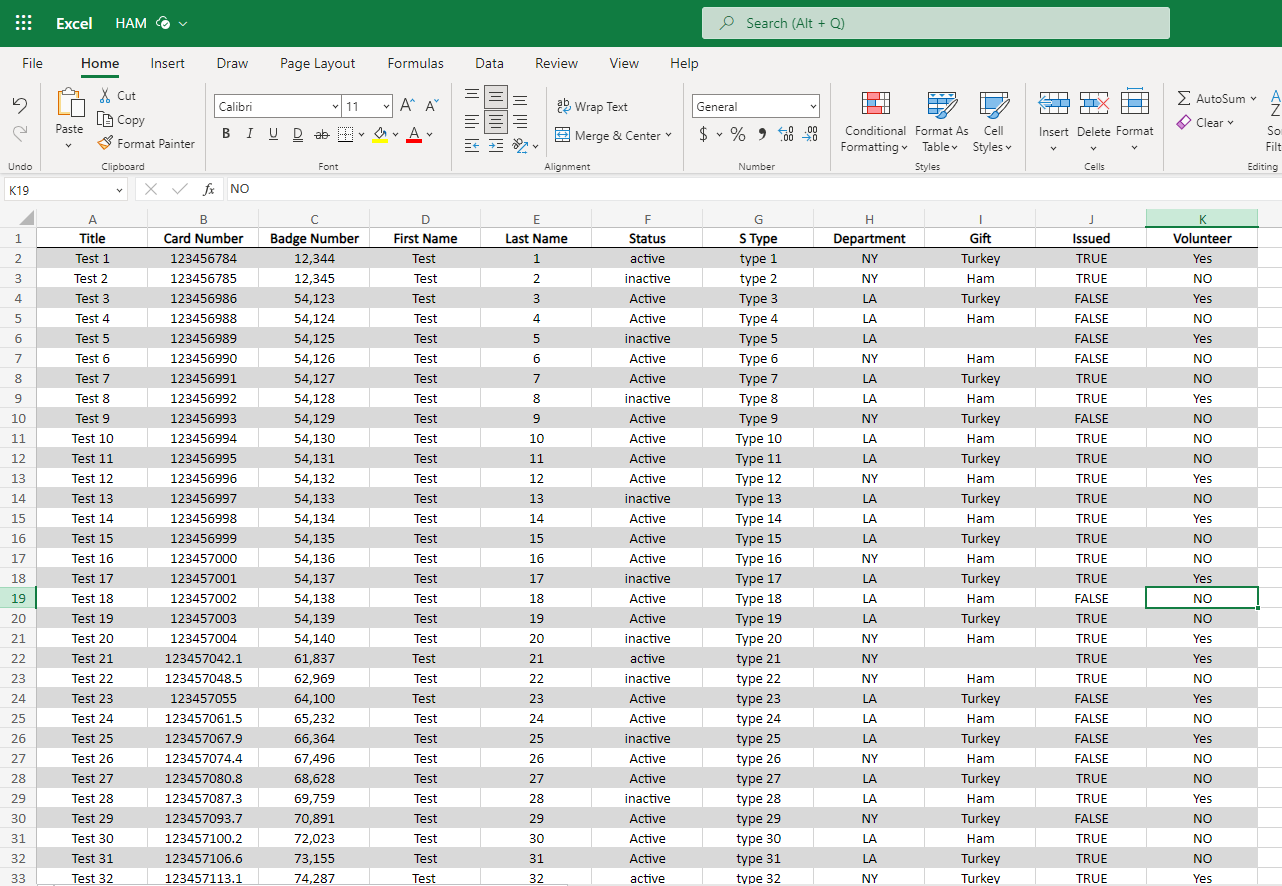 Excel HAM Search (Alt + Q)
File Home Insert Draw Page Layout Formulas Data Review View Help
Cut
Copy
Paste
Format Painter
Undo Clipboard
Calibri 11
B I U D ab A
Font
ab Wrap Text
Merge & Center
Alignment
General
$ % 9 .00 .00
Number
Conditional Formatting
Format As Table
Cell Styles
Styles
Insert Delete Format
Cells
AutoSum
Clear
Editing
K19 fx NO
A B C D E F G H I J K
1 Title Card Number Badge Number First Name Last Name Status S Type Department Gift Issued Volunteer
2 Test 1 123456784 12,344 Test 1 active type 1 NY Turkey TRUE Yes
3 Test 2 123456785 12,345 Test 2 inactive type 2 NY Ham TRUE NO
4 Test 3 123456986 54,123 Test 3 Active Type 3 LA Turkey FALSE Yes
5 Test 4 123456988 54,124 Test 4 Active Type 4 LA Ham FALSE NO
6 Test 5 123456989 54,125 Test 5 inactive Type 5 LA FALSE Yes
7 Test 6 123456990 54,126 Test 6 Active Type 6 NY Ham FALSE NO
8 Test 7 123456991 54,127 Test 7 Active Type 7 LA Turkey TRUE NO
9 Test 8 123456992 54,128 Test 8 inactive Type 8 LA Ham TRUE Yes
10 Test 9 123456993 54,129 Test 9 Active Type 9 NY Turkey FALSE NO
11 Test 10 123456994 54,130 Test 10 Active Type 10 LA Ham TRUE NO
12 Test 11 123456995 54,131 Test 11 Active Type 11 LA Turkey TRUE NO
13 Test 12 123456996 54,132 Test 12 Active Type 12 NY Ham TRUE Yes
14 Test 13 123456997 54,133 Test 13 inactive Type 13 LA Turkey TRUE NO
15 Test 14 123456998 54,134 Test 14 Active Type 14 LA Ham TRUE Yes
16 Test 15 123456999 54,135 Test 15 Active Type 15 LA Turkey TRUE NO
17 Test 16 123457000 54,136 Test 16 Active Type 16 NY Ham TRUE NO
18 Test 17 123457001 54,137 Test 17 inactive Type 17 LA Turkey TRUE Yes
19 Test 18 123457002 54,138 Test 18 Active Type 18 LA Ham FALSE NO
20 Test 19 123457003 54,139 Test 19 Active Type 19 LA Turkey TRUE NO
21 Test 20 123457004 54,140 Test 20 inactive Type 20 NY Ham TRUE Yes
22 Test 21 123457042.1 61,837 Test 21 active type 21 NY TRUE Yes
23 Test 22 123457048.5 62,969 Test 22 inactive type 22 NY Ham TRUE NO
24 Test 23 123457055 64,100 Test 23 Active type 23 LA Turkey FALSE Yes
25 Test 24 123457061.5 65,232 Test 24 Active type 24 LA Ham FALSE NO
26 Test 25 123457067.9 66,364 Test 25 inactive type 25 LA Turkey FALSE Yes
27 Test 26 123457074.4 67,496 Test 26 Active type 26 NY Ham FALSE NO
28 Test 27 123457080.8 68,628 Test 27 Active type 27 LA Turkey TRUE NO
29 Test 28 123457087.3 69,759 Test 28 inactive type 28 LA Ham TRUE Yes
30 Test 29 123457093.7 70,891 Test 29 Active type 29 NY Turkey FALSE NO
31 Test 30 123457100.2 72,023 Test 30 Active type 30 LA Ham TRUE NO
32 Test 31 123457106.6 73,155 Test 31 Active type 31 LA Turkey TRUE NO
33 Test 32 123457113.1 74,287 Test 32 active type 32 NY Turkey TRUE Yes